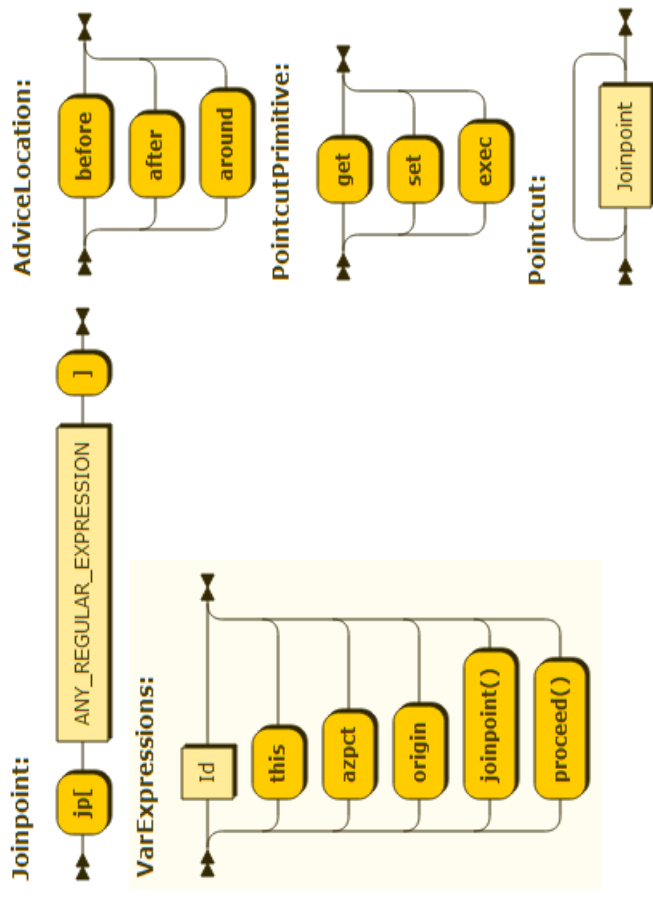 Joinpoint:
jp[ ANY_REGULAR_EXPRESSION ]
VarExpressions:
Id
this
azpct
origin
joinpoint()
proceed()
AdviceLocation:
before
after
around
PointcutPrimitive:
get
set
exec
Pointcut:
Joinpoint